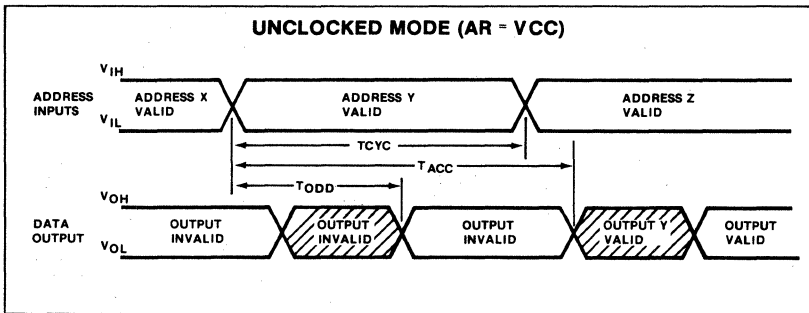 UNCLOCKED MODE (AR = VCC)
VIH
ADDRESS INPUTS
VIL
ADDRESS X VALID
ADDRESS Y VALID
ADDRESS Z VALID
TCYC
TACC
TODD
VOH
DATA OUTPUT
VOL
OUTPUT INVALID
OUTPUT INVALID
OUTPUT INVALID
OUTPUT Y VALID
OUTPUT VALID